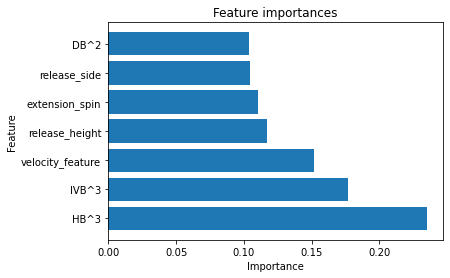 Feature importances
DB^2
release_side
extension_spin
release_height
velocity_feature
IVB^3
HB^3
Feature
0.00 0.05 0.10 0.15 0.20
Importance